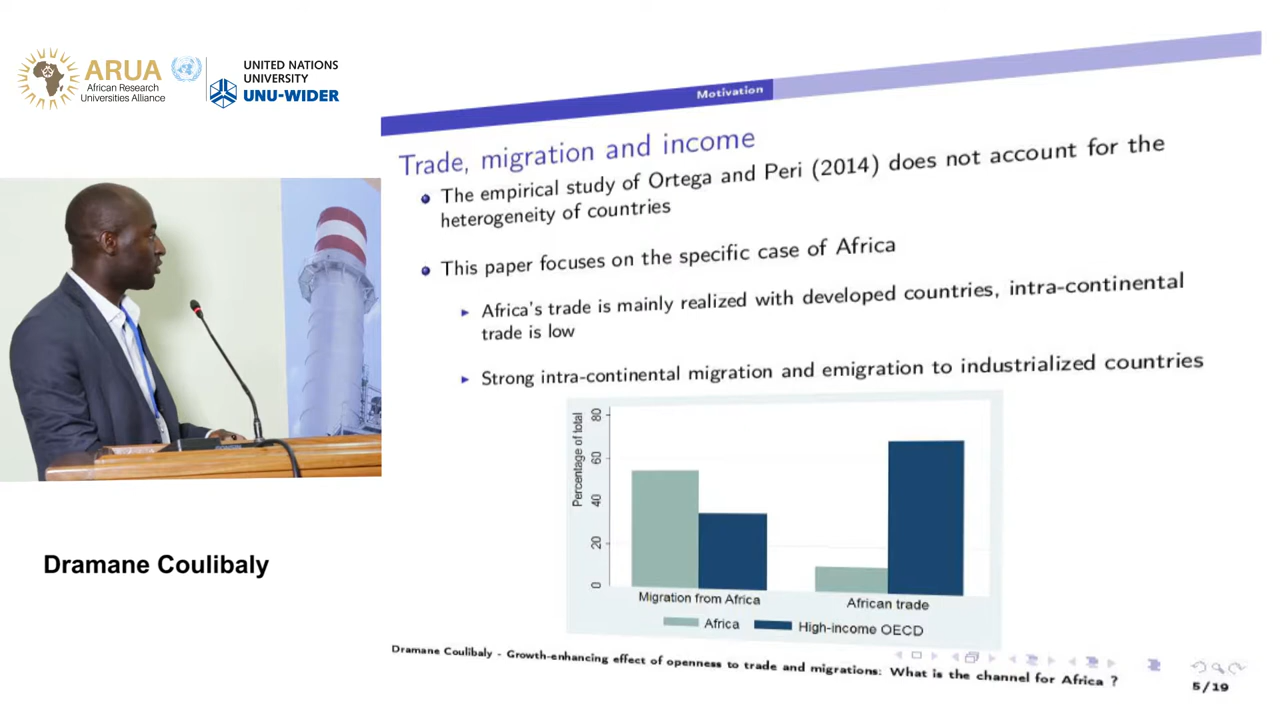 ARUA
African Research
Universities Alliance
UNITED NATIONS
UNIVERSITY
UNU-WIDER
Motivation
Trade, migration and income
The empirical study of Ortega and Peri (2014) does not account for the
heterogeneity of countries
This paper focuses on the specific case of Africa
Africa's trade is mainly realized with developed countries, intra-continental
trade is low
Strong intra-continental migration and emigration to industrialized countries
Percentage of total
80
60
40
20
0
Migration from Africa
African trade
Africa
High-income OECD
Dramane Coulibaly
Dramane Coulibaly - Growth-enhancing effect of openness to trade and migrations: What is the channel for Africa ?
5/19